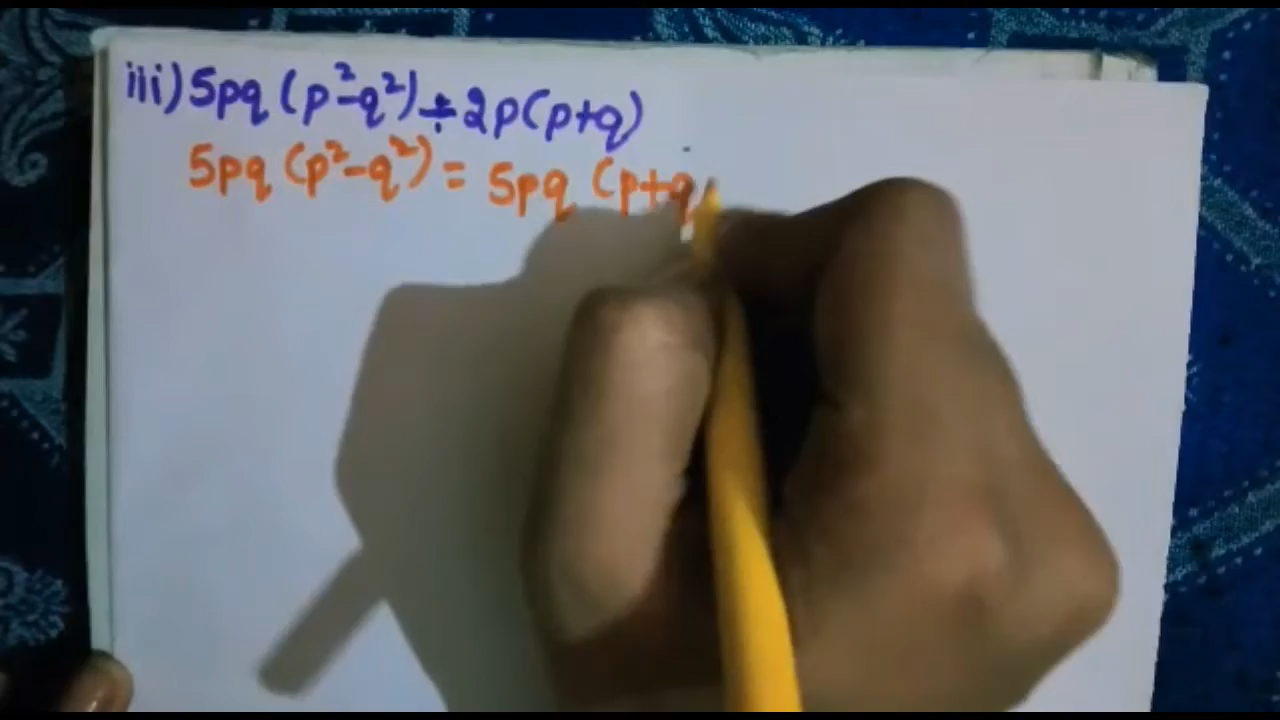 iii) 5pq (p²-q²) ÷ 2p(p+q)
5pq (p²-q²) = 5pq (p+q